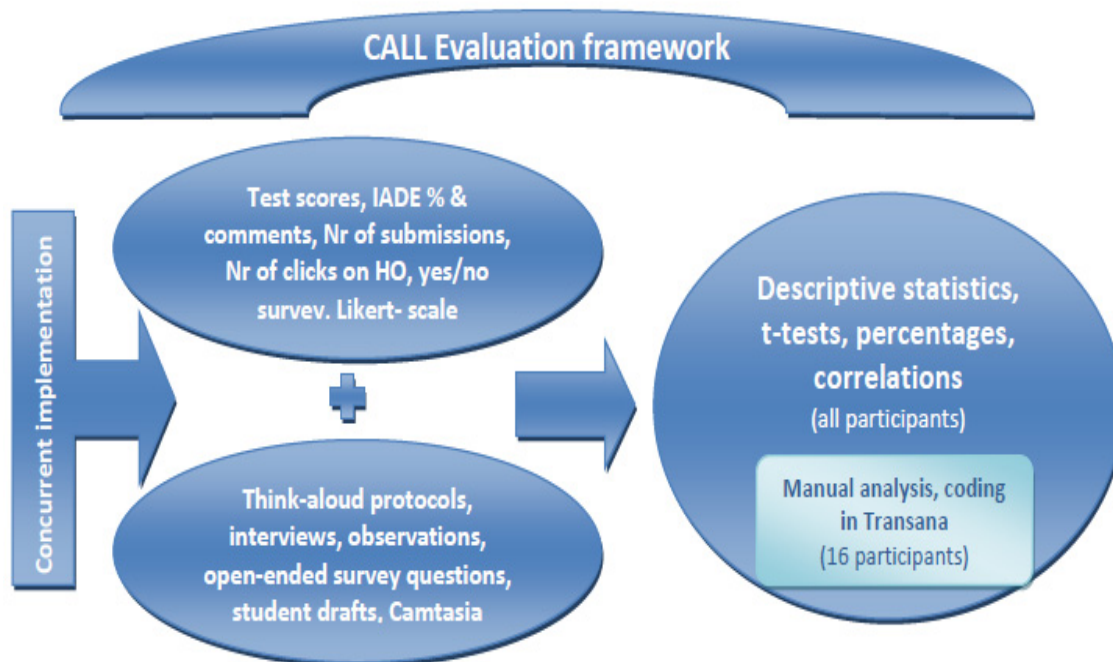 CALL Evaluation framework
Concurrent implementation
Test scores, IADE % &
comments, Nr of submissions,
Nr of clicks on HO, yes/no
survey. Likert- scale
Think-aloud protocols,
interviews, observations,
open-ended survey questions,
student drafts. Camtasia
Descriptive statistics,
t-tests, percentages,
correlations
(all participants)
Manual analysis, coding
in Transana
(16 participants)